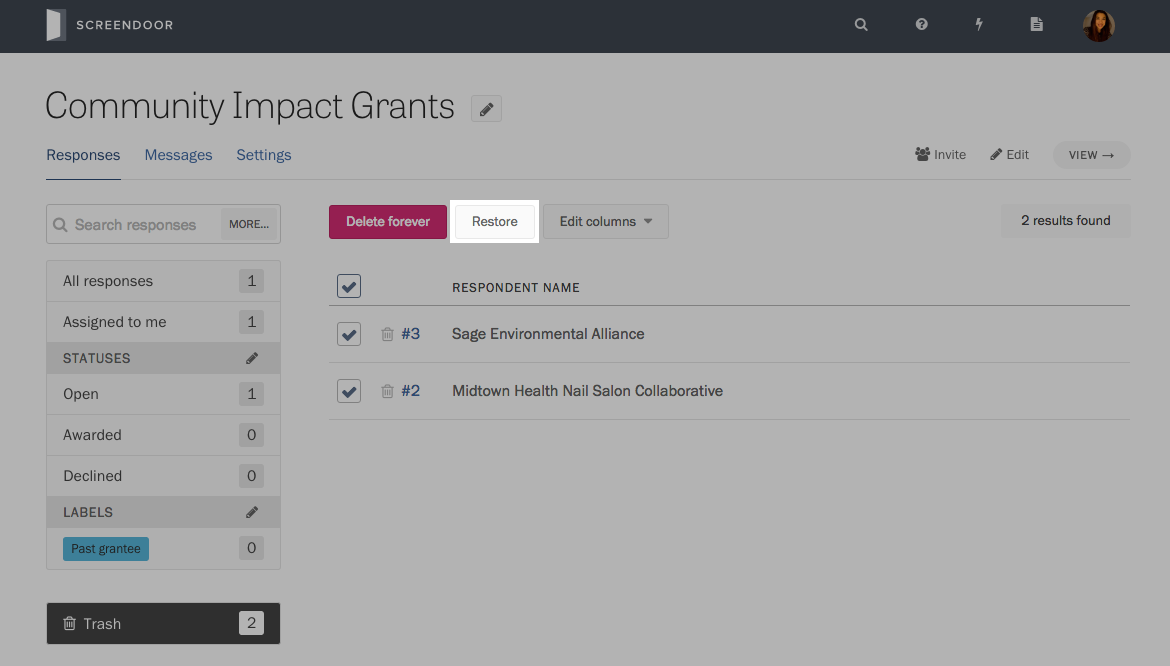 SCREENDOOR
Community Impact Grants
Responses Messages Settings
Invite Edit VIEW →
Search responses MORE...
Delete forever Restore Edit columns
2 results found
All responses 1
Assigned to me 1
STATUSES
Open 1
Awarded 0
Declined 0
LABELS
Past grantee 0
Trash 2
RESPONDENT NAME
#3 Sage Environmental Alliance
#2 Midtown Health Nail Salon Collaborative